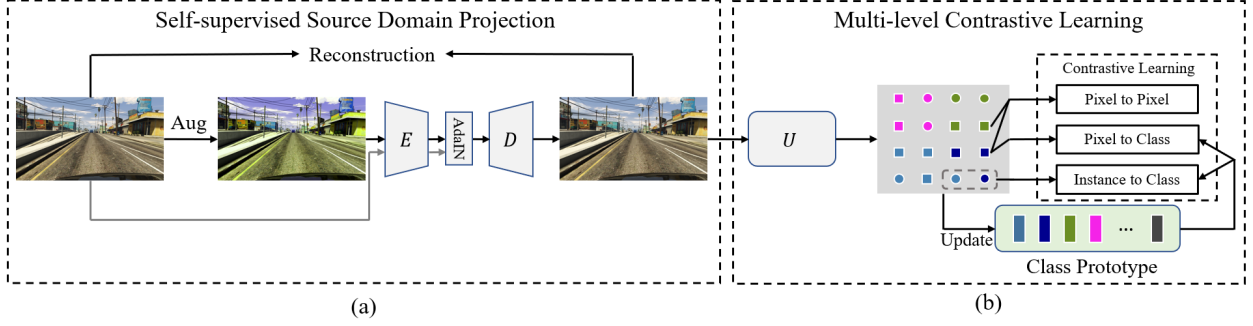 Self-supervised Source Domain Projection
Reconstruction
Aug
E
AdaIN
D
(a)
Multi-level Contrastive Learning
U
Contrastive Learning
Pixel to Pixel
Pixel to Class
Instance to Class
Update
...
Class Prototype
(b)